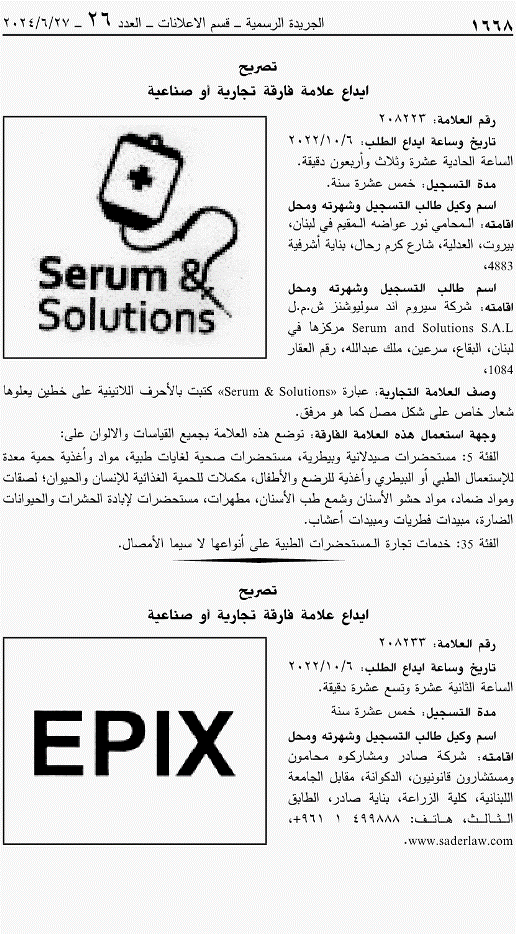 ١٦٦٨
الجريدة الرسمية ــ قسم الاعلانات ــ العدد ٢٦ ــ ٢٠٢٤/٦/٢٧
تصريح
ايداع علامة فارقة تجارية أو صناعية
رقم العلامة: ٢٠٨٢٢٣
تاريخ وساعة ايداع الطلب: ٢٠٢٢/١٠/٦
الساعة الحادية عشرة وثلاث وأربعون دقيقة.
مدة التسجيل: خمس عشرة سنة.
اسم وكيل طالب التسجيل وشهرته ومحل
اقامته: المحامي نور عواضه المقيم في لبنان،
بيروت، العدلية، شارع كرم رحال، بناية أشرفية
4883،
اسم طالب التسجيل وشهرته ومحل
اقامته: شركة سيروم اند سوليوشنز ش.م.ل
Serum and Solutions S.A.L مركزها في
لبنان، البقاع، سرعين، ملك عبدالله، رقم العقار
1084،
Serum &
Solutions
وصف العلامة التجارية: عبارة «Serum & Solutions» كتبت بالأحرف اللاتينية على خطين يعلوها
شعار خاص على شكل مصل كما هو مرفق.
وجهة استعمال هذه العلامة الفارقة: توضع هذه العلامة بجميع القياسات والالوان على:
الفئة 5: مستحضرات صيدلانية وبيطرية، مستحضرات صحية لغايات طبية، مواد وأغذية حمية معدة
للإستعمال الطبي أو البيطري وأغذية للرضع والأطفال، مكملات للحمية الغذائية للإنسان والحيوان؛ لصقات
ومواد ضماد، مواد حشو الأسنان وشمع طب الأسنان، مطهرات، مستحضرات لإبادة الحشرات والحيوانات
الضارة، مبيدات فطريات ومبيدات أعشاب.
الفئة 35: خدمات تجارة المستحضرات الطبية على أنواعها لا سيما الأمصال.
تصريح
ايداع علامة فارقة تجارية أو صناعية
رقم العلامة: ٢٠٨٢٣٣
تاريخ وساعة ايداع الطلب: ٢٠٢٢/١٠/٦
الساعة الثانية عشرة وتسع عشرة دقيقة.
مدة التسجيل: خمس عشرة سنة
اسم وكيل طالب التسجيل وشهرته ومحل
اقامته: شركة صادر ومشاركوه محامون
ومستشارون قانونيون، الدكوانة، مقابل الجامعة
اللبنانية، كلية الزراعة، بناية صادر، الطابق
الثالث، هاتف: ٤٩٩٨٨٨ ١ ٩٦١+،
www.saderlaw.com.
EPIX